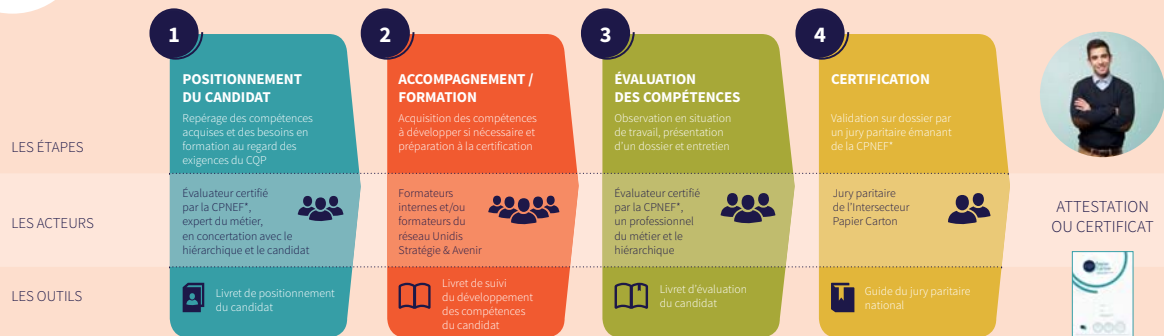 1
POSITIONNEMENT
DU CANDIDAT
Repérage des compétences
acquises et des besoins en
formation au regard des
exigences du CQP
2
ACCOMPAGNEMENT /
FORMATION
Acquisition des compétences
à développer si nécessaire et
préparation à la certification
3
ÉVALUATION
DES COMPÉTENCES
Observation en situation
de travail, présentation
d'un dossier et entretien
4
CERTIFICATION
Validation sur dossier par
un jury paritaire émanant
de la CPNEF*
LES ÉTAPES
LES ACTEURS
Évaluateur certifié
par la CPNEF*,
expert du métier,
en concertation avec le
hiérarchique et le candidat
Formateurs
internes et/ou
formateurs du
réseau Unidis
Stratégie & Avenir
Évaluateur certifié
par la CPNEF*,
un professionnel
du métier et le
hiérarchique
Jury paritaire
de l'Intersecteur
Papier Carton
ATTESTATION
OU CERTIFICAT
LES OUTILS
Livret de positionnement
du candidat
Livret de suivi
du développement
des compétences
du candidat
Livret d'évaluation
du candidat
Guide du jury paritaire
national